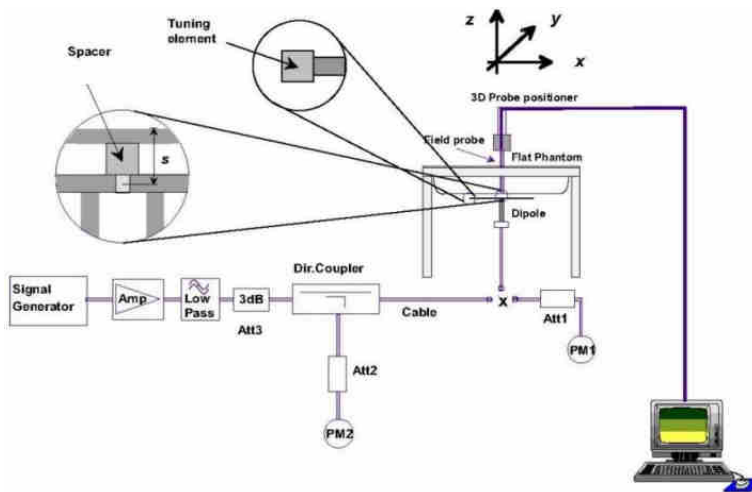 Spacer
Tuning
element
s
z
y
x
3D Probe positioner
Field probe
Flat Phantom
Dipole
Dir.Coupler
Signal
Generator
Amp
Low
Pass
3dB
Att3
Cable
x
Att1
PM1
Att2
PM2